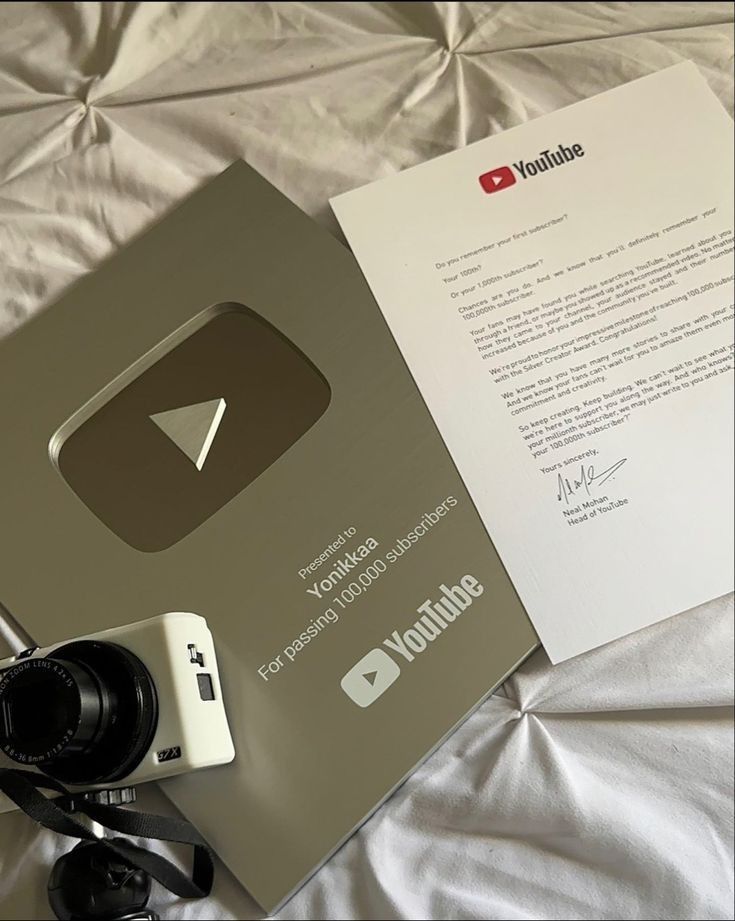 YouTube
Do you remember your first subscriber?
Your 100th?
Or your 1,000th subscriber?
Chances are you do. And we know that you'll definitely remember your
100,000th subscriber.
Your fans may have found you while searching YouTube, learned about you
through a friend, or maybe you showed up as a recommended video. No matter
how they came to your channel, your audience stayed and their number
increased because of you and the community you've built.
We're proud to honor your impressive milestone of reaching 100,000 subsc
with the Silver Creator Award. Congratulations!
We know that you have many more stories to share with your
And we know your fans can't wait for you to amaze them even mo
commitment and creativity.
So keep creating. Keep building. We can't wait to see what
we're here to support you along the way. And who knows?
your millionth subscriber, we may just write to you and ask,
your 100,000th subscriber?"
Yours sincerely,
Neal Mohan
Head of YouTube
Presented to
Yonikkaa
For passing 100,000 subscribers
YouTube
ZOOM LENS 4.2x IS
8.8-36.8mm 1:1.8-2.8
G7X